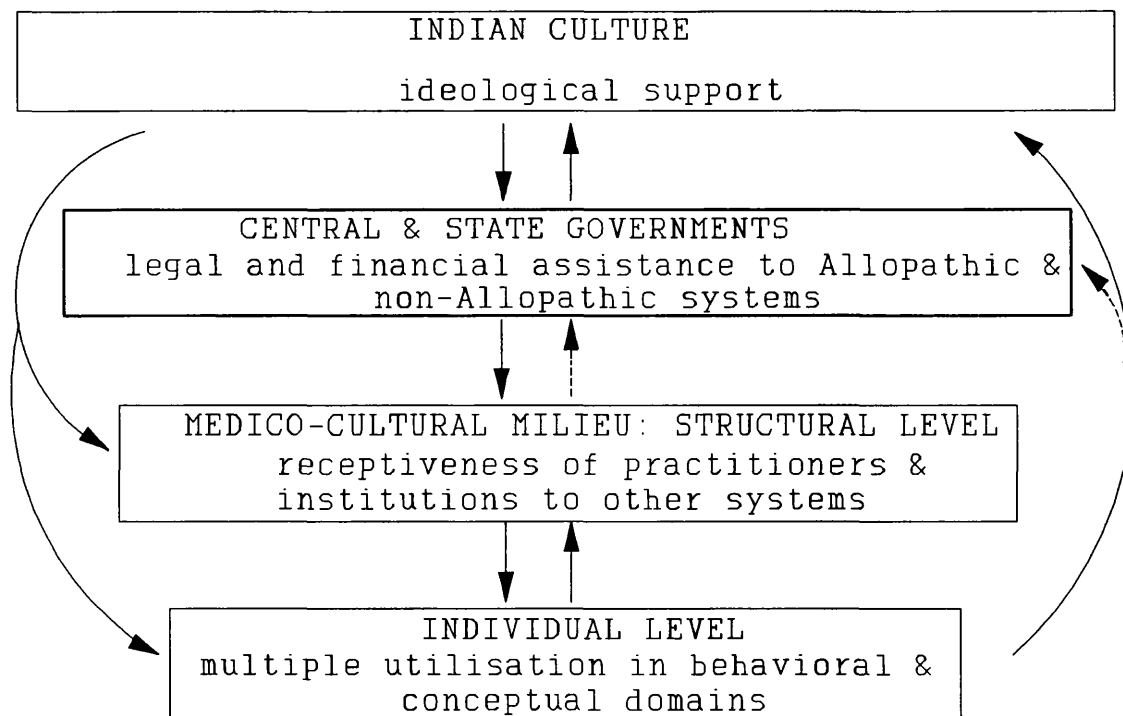 INDIAN CULTURE
ideological support
CENTRAL & STATE GOVERNMENTS
legal and financial assistance to Allopathic &
non-Allopathic systems
MEDICO-CULTURAL MILIEU: STRUCTURAL LEVEL
receptiveness of practitioners &
institutions to other systems
INDIVIDUAL LEVEL
multiple utilisation in behavioral &
conceptual domains